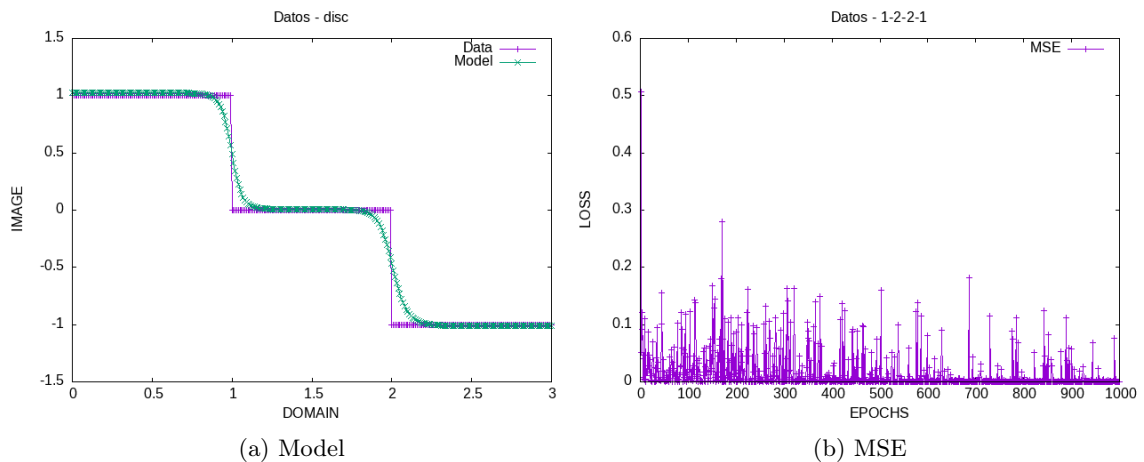 Datos - disc
1.5
1
0.5
0
-0.5
-1
-1.5
IMAGE
Data
Model
0 0.5 1 1.5 2 2.5 3
DOMAIN
(a) Model
Datos - 1-2-2-1
0.6
0.5
0.4
0.3
0.2
0.1
0
LOSS
MSE
0 100 200 300 400 500 600 700 800 900 1000
EPOCHS
(b) MSE